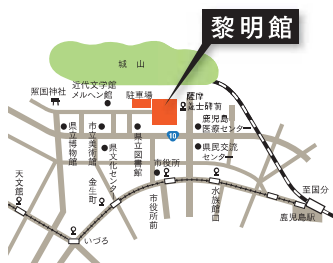 黎明館
城山
照国神社
近代文学館
メルヘン館
駐車場
薩摩
義士碑前
鹿児島
医療センター
県立博物館
市立美術館
県文化センター
県立図書館
10
県民交流
センター
市役所
天文館
金生町
市役所前
水族館口
至国分
鹿児島駅
いづろ